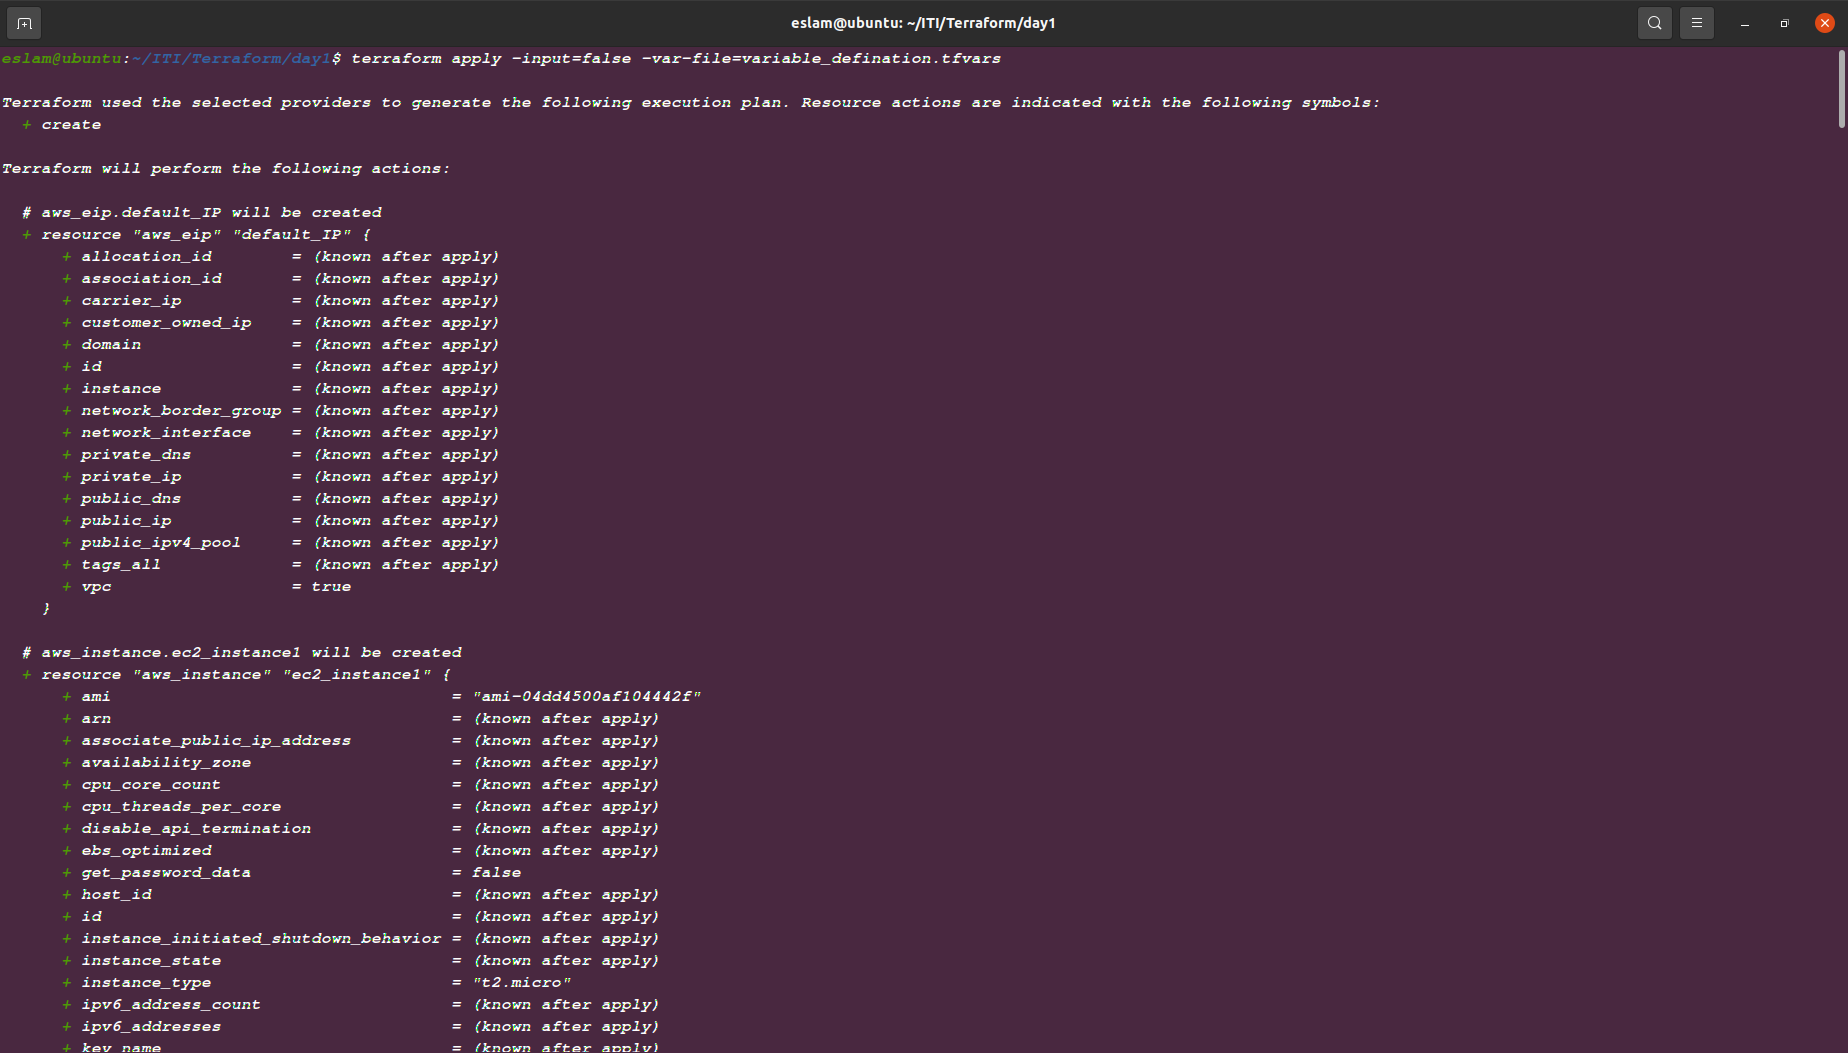 eslam@ubuntu: ~/ITI/Terraform/day1
eslam@ubuntu:~/ITI/Terraform/day1$ terraform apply -input=false -var-file=variable_defination.tfvars
Terraform used the selected providers to generate the following execution plan. Resource actions are indicated with the following symbols:
  + create
Terraform will perform the following actions:
  # aws_eip.default_IP will be created
  + resource "aws_eip" "default_IP" {
      + allocation_id        = (known after apply)
      + association_id       = (known after apply)
      + carrier_ip           = (known after apply)
      + customer_owned_ip    = (known after apply)
      + domain               = (known after apply)
      + id                   = (known after apply)
      + instance             = (known after apply)
      + network_border_group = (known after apply)
      + network_interface    = (known after apply)
      + private_dns          = (known after apply)
      + private_ip           = (known after apply)
      + public_dns           = (known after apply)
      + public_ip            = (known after apply)
      + public_ipv4_pool     = (known after apply)
      + tags_all             = (known after apply)
      + vpc                  = true
    }
  # aws_instance.ec2_instance1 will be created
  + resource "aws_instance" "ec2_instance1" {
      + ami                                  = "ami-04dd4500af104442f"
      + arn                                  = (known after apply)
      + associate_public_ip_address          = (known after apply)
      + availability_zone                    = (known after apply)
      + cpu_core_count                       = (known after apply)
      + cpu_threads_per_core                 = (known after apply)
      + disable_api_termination              = (known after apply)
      + ebs_optimized                        = (known after apply)
      + get_password_data                    = false
      + host_id                              = (known after apply)
      + id                                   = (known after apply)
      + instance_initiated_shutdown_behavior = (known after apply)
      + instance_state                       = (known after apply)
      + instance_type                        = "t2.micro"
      + ipv6_address_count                   = (known after apply)
      + ipv6_addresses                       = (known after apply)
      + key_name                             = (known after apply)